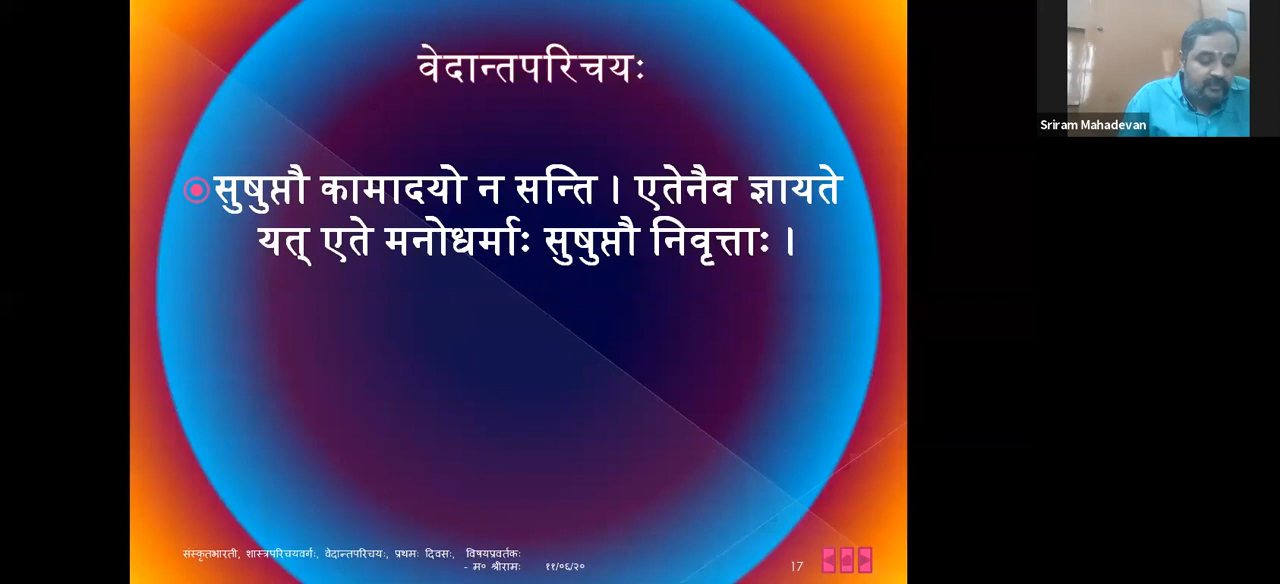 वेदान्तपरिचयः
सुषुप्तौ कामादयो न सन्ति । एतेनैव ज्ञायते
यत् एते मनोधर्माः सुषुप्तौ निवृत्ताः ।
संस्कृतभारती, शास्त्रपरिचयवर्गः, वेदान्तपरिचयः, प्रथमः दिवसः, विषयप्रवर्तकः
- म० श्रीरामः ११/०६/२०
17
Sriram Mahadevan